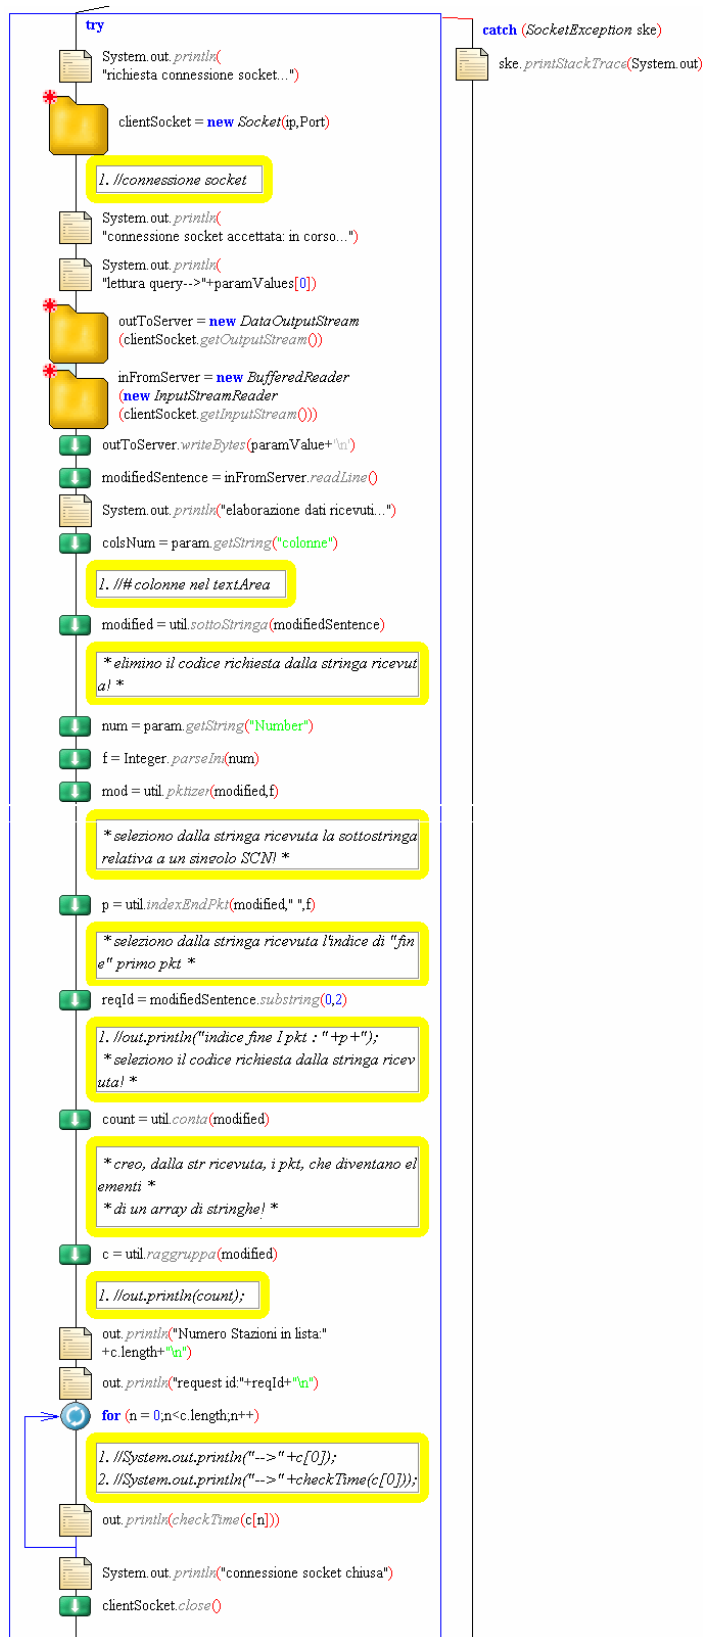 try
System.out.println(
"richiesta connessione socket...")
clientSocket = new Socket(ip,Port)
1. //connessione socket
System.out.println(
"connessione socket accettata: in corso...")
System.out.println(
"lettura query-->"+paramValues[0])
outToServer = new DataOutputStream
(clientSocket.getOutputStream())
inFromServer = new BufferedReader
(new InputStreamReader
(clientSocket.getInputStream()))
outToServer.writeBytes(paramValue+'\n')
modifiedSentence = inFromServer.readLine()
System.out.println("elaborazione dati ricevuti...")
colsNum = param.getString("colonne")
1. //# colonne nel textArea
modified = util.sottoStringa(modifiedSentence)
* elimino il codice richiesta dalla stringa ricevut
a! *
num = param.getString("Number")
f = Integer.parseInt(num)
mod = util.pktizer(modified,f)
* seleziono dalla stringa ricevuta la sottostringa
relativa a un singolo SCN! *
p = util.indexEndPkt(modified," ",f)
* seleziono dalla stringa ricevuta l'indice di "fin
e" primo pkt *
reqId = modifiedSentence.substring(0,2)
1. //out.println("indice fine 1pkt : "+p+");
* seleziono il codice richiesta dalla stringa ricev
uta! *
count = util.conta(modified)
* creo, dalla str ricevuta, i pkt, che diventano el
ementi *
* di un array di stringhe! *
c = util.raggruppa(modified)
1. //out.println(count);
out.println("Numero Stazioni in lista:"
+c.length+"\n")
out.println("request id:"+reqId+"\n")
for (n = 0;n<c.length;n++)
1. //System.out.println("-->"+c[0]);
2. //System.out.println("-->"+checkTime(c[0]));
out.println(checkTime(c[n]))
System.out.println("connessione socket chiusa")
clientSocket.close()
catch (SocketException ske)
ske.printStackTrace(System.out)